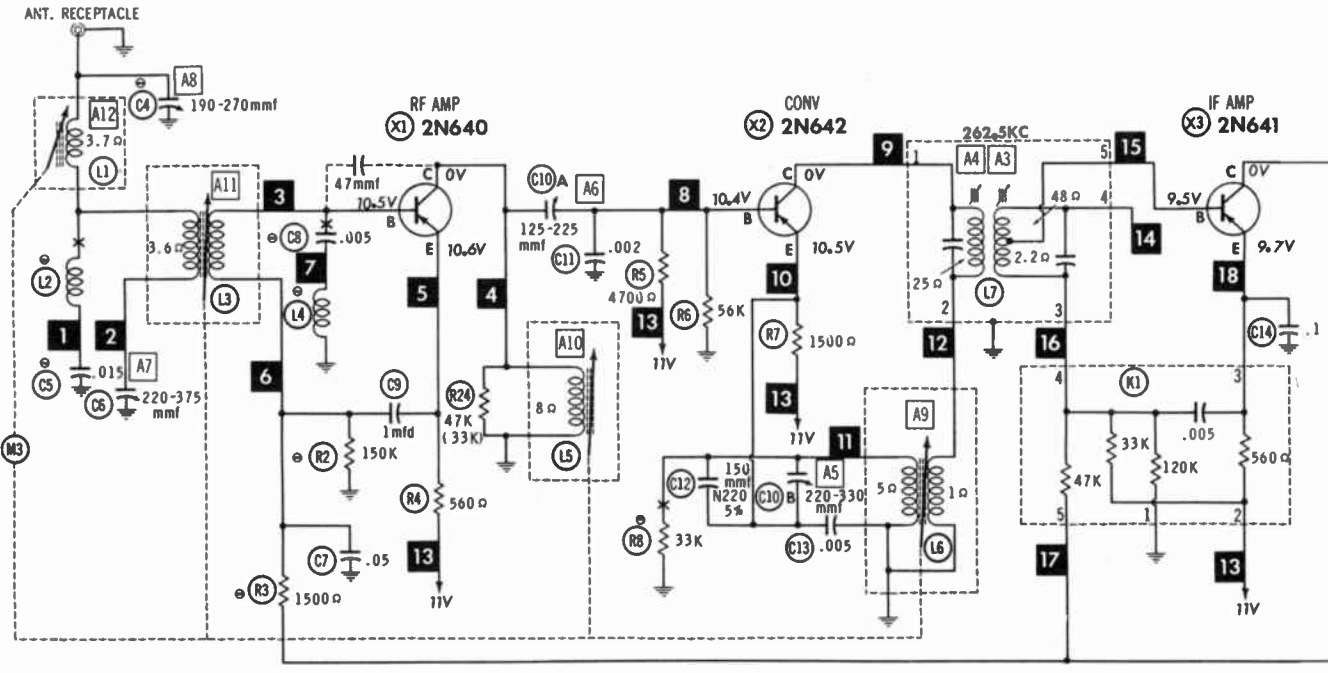 ANT. RECEPTACLE
A8
C4
190-270mmf
A12
3.7Ω
L1
RF AMP
X1 2N640
CONV
X2 2N642
IF AMP
X3 2N641
262.5KC
A11
3
47mmf
C 0V
10.5V
B
E 10.6V
C10 A
A6
125-225
mmf
C11 .002
8
10.4V
B
C 0V
E 10.5V
9
1
A4 A3
5
15
48Ω
4
14
9.5V
B
C 0V
E 9.7V
3.6Ω
L3
C8 .005
7
L4
L2
1
2
C5 .015
A7
C6 220-375
mmf
5
4
R5
4700Ω
13
11V
R6 56K
10
R7
1500Ω
13
11V
25Ω
2.2Ω
L7
2
3
12
16
18
C14 .1
6
C9
1mfd
R2 150K
R24
47K
(33K)
A10
8Ω
L5
R4 560Ω
13
11V
C7 .05
R3 1500Ω
M3
11
A9
C12
150
mmf
N220
5%
C10 B
A5
220-330
mmf
C13 .005
R8 33K
5Ω
1Ω
L6
4
K1
3
33K
.005
120K
47K
560Ω
5
1
2
17
13
11V